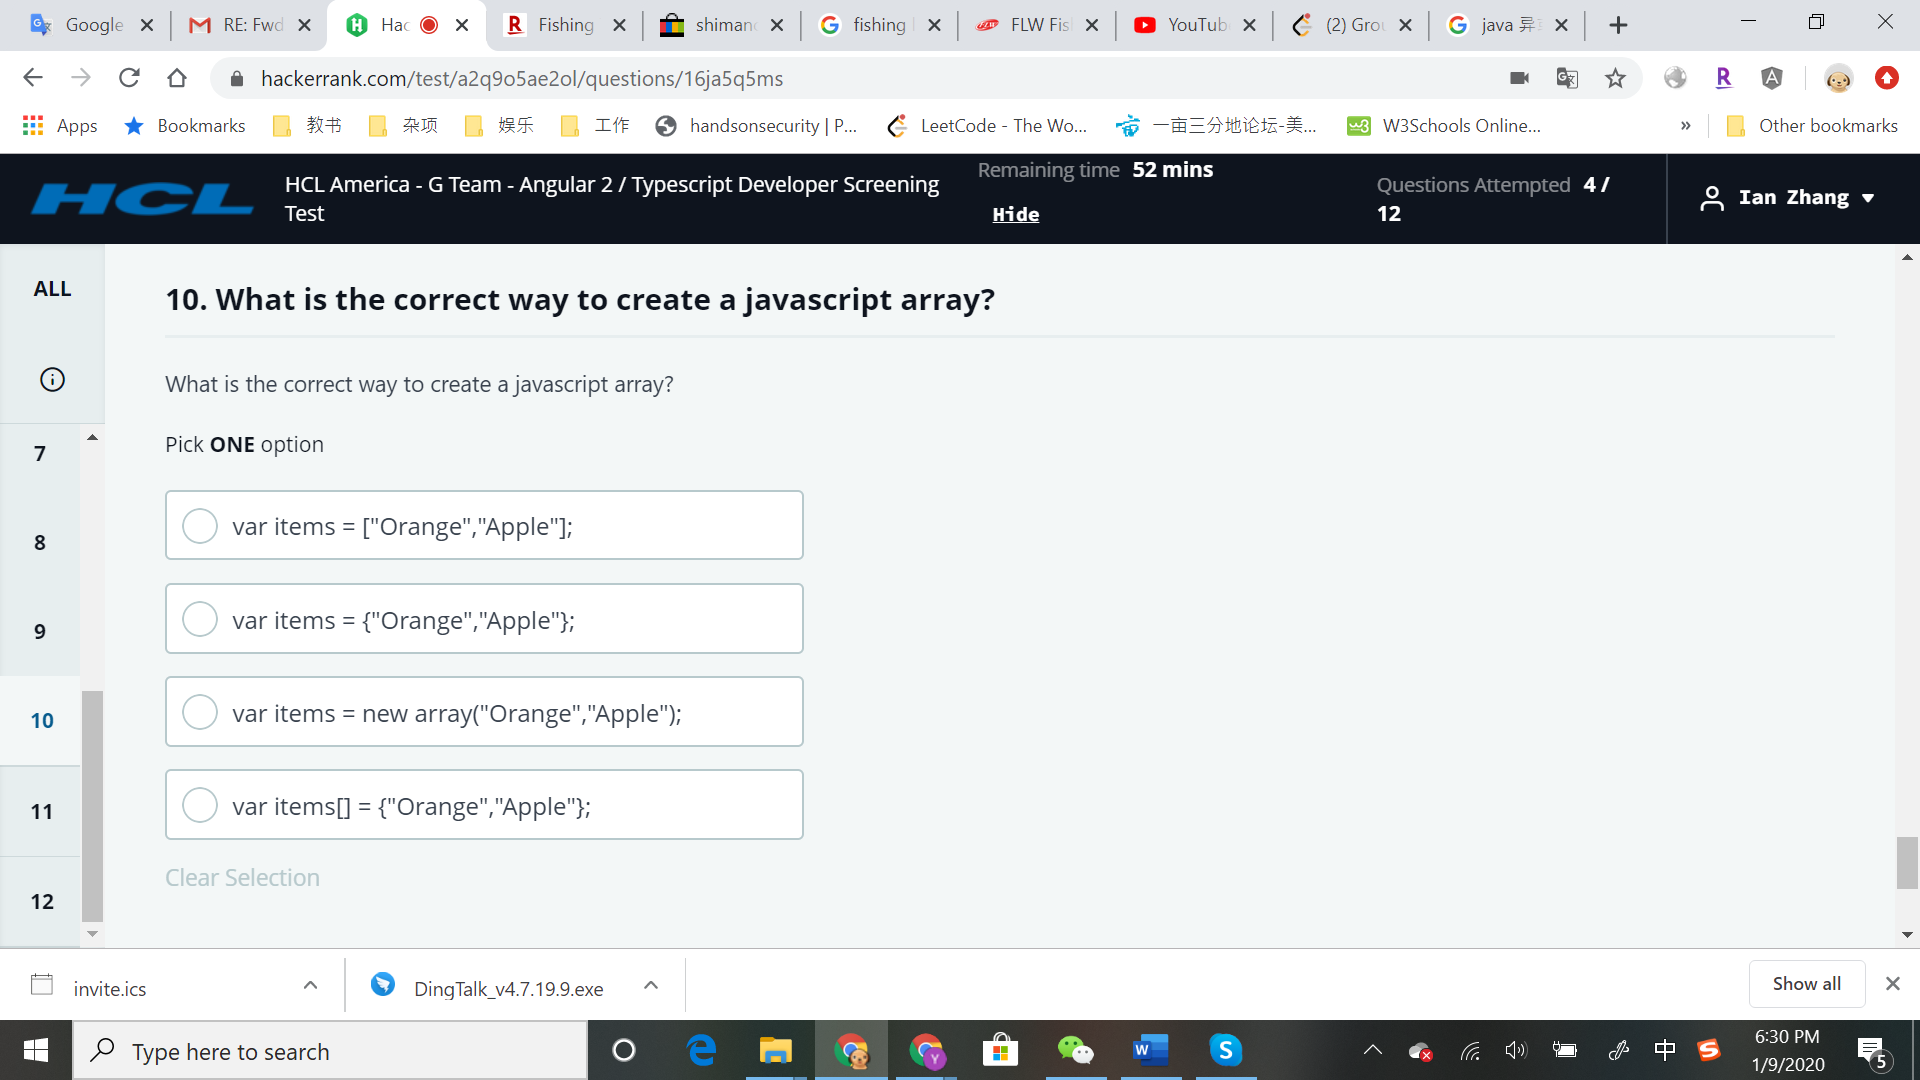 Google
RE: Fwd
Hac
Fishing
shiman
fishing
FLW Fis
YouTub
(2) Grou
java 异
hackerrank.com/test/a2q9o5ae2ol/questions/16ja5q5ms
Apps
Bookmarks
教书
杂项
娱乐
工作
handsonsecurity | P...
LeetCode - The Wo...
一亩三分地论坛-美...
W3Schools Online...
»
Other bookmarks
HCL
HCL America - G Team - Angular 2 / Typescript Developer Screening
Test
Remaining time 52 mins
Hide
Questions Attempted 4 /
12
Ian Zhang
ALL
7
8
9
10
11
12
10. What is the correct way to create a javascript array?
What is the correct way to create a javascript array?
Pick ONE option
var items = ["Orange","Apple"];
var items = {"Orange","Apple"};
var items = new array("Orange","Apple");
var items[] = {"Orange","Apple"};
Clear Selection
invite.ics
DingTalk_v4.7.19.9.exe
Show all
Type here to search
中
6:30 PM
1/9/2020
5